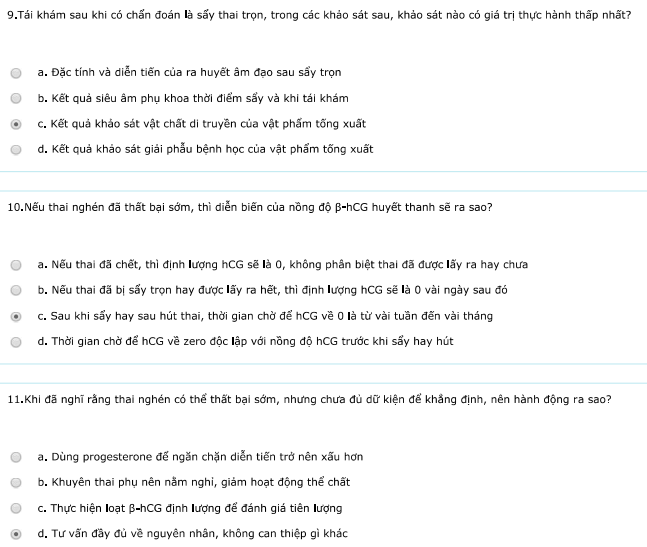 9.Tái khám sau khi có chẩn đoán là sẩy thai trọn, trong các khảo sát sau, khảo sát nào có giá trị thực hành thấp nhất?
a. Đặc tính và diễn tiến của ra huyết âm đạo sau sẩy trọn
b. Kết quả siêu âm phụ khoa thời điểm sẩy và khi tái khám
c. Kết quả khảo sát vật chất di truyền của vật phẩm tống xuất
d. Kết quả khảo sát giải phẫu bệnh học của vật phẩm tống xuất
10.Nếu thai nghén đã thất bại sớm, thì diễn biến của nồng độ β-hCG huyết thanh sẽ ra sao?
a. Nếu thai đã chết, thì định lượng hCG sẽ là 0, không phân biệt thai đã được lấy ra hay chưa
b. Nếu thai đã bị sẩy trọn hay được lấy ra hết, thì định lượng hCG sẽ là 0 vài ngày sau đó
c. Sau khi sẩy hay sau hút thai, thời gian chờ để hCG về 0 là từ vài tuần đến vài tháng
d. Thời gian chờ để hCG về zero độc lập với nồng độ hCG trước khi sẩy hay hút
11.Khi đã nghĩ rằng thai nghén có thể thất bại sớm, nhưng chưa đủ dữ kiện để khẳng định, nên hành động ra sao?
a. Dùng progesterone để ngăn chặn diễn tiến trở nên xấu hơn
b. Khuyên thai phụ nên nằm nghỉ, giảm hoạt động thể chất
c. Thực hiện loạt β-hCG định lượng để đánh giá tiên lượng
d. Tư vấn đầy đủ về nguyên nhân, không can thiệp gì khác